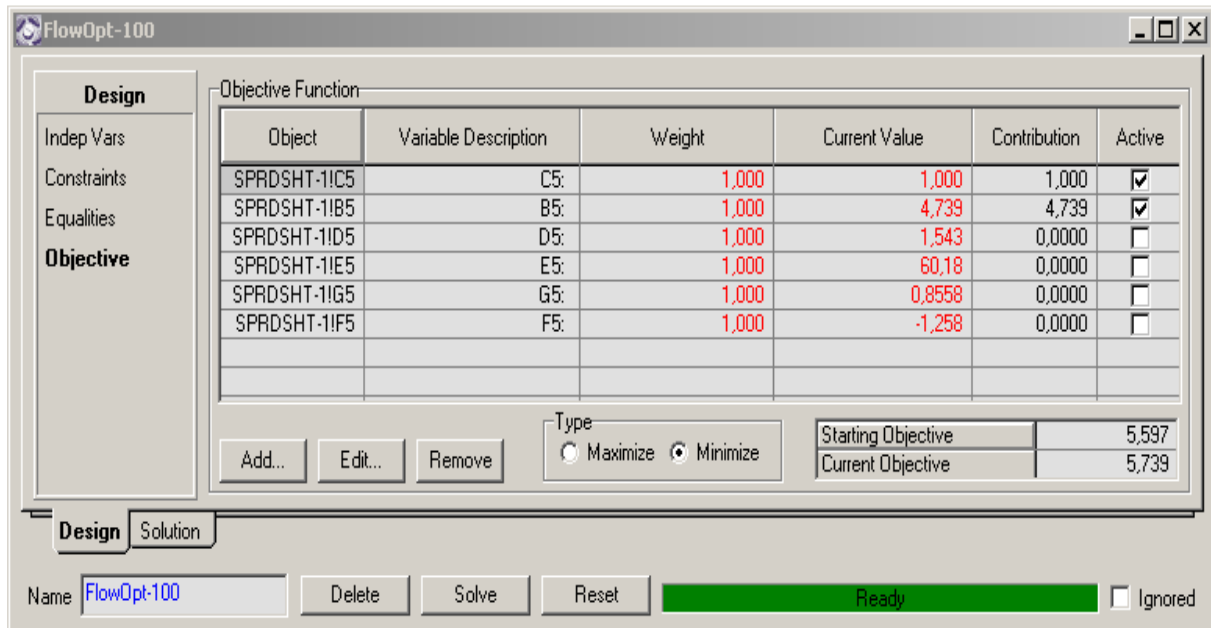 FlowOpt-100
Design
Indep Vars
Constraints
Equalities
Objective
Objective Function
Object Variable Description Weight Current Value Contribution Active
SPRDSHT-1!C5 C5: 1,000 1,000 1,000
SPRDSHT-1!B5 B5: 1,000 4,739 4,739
SPRDSHT-1!D5 D5: 1,000 1,543 0,0000
SPRDSHT-1!E5 E5: 1,000 60,18 0,0000
SPRDSHT-1!G5 G5: 1,000 0,8558 0,0000
SPRDSHT-1!F5 F5: 1,000 -1,258 0,0000
Add... Edit... Remove
Type
Maximize Minimize
Starting Objective 5,597
Current Objective 5,739
Design Solution
Name FlowOpt-100 Delete Solve Reset Ready Ignored